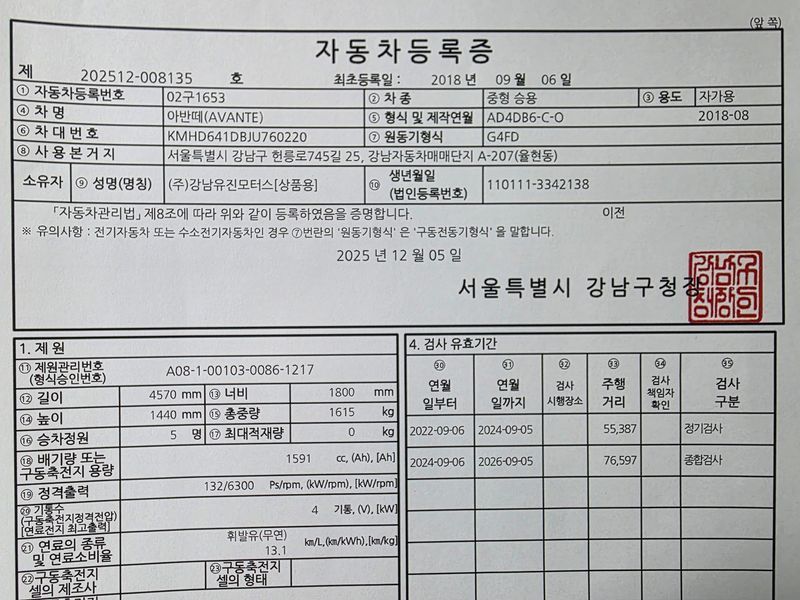 (앞 쪽)
자동차등록증
제 202512-008135 호 최초등록일 : 2018 년 09 월 06 일
① 자동차등록번호 02구1653 ② 차 종 중형 승용 ③ 용도 자가용
④ 차 명 아반떼(AVANTE) ⑤ 형식 및 제작연월 AD4DB6-C-O 2018-08
⑥ 차 대 번 호 KMHD641DBJU760220 ⑦ 원동기형식 G4FD
⑧ 사 용 본 거 지 서울특별시 강남구 헌릉로745길 25, 강남자동차매매단지 A-207(율현동)
소유자 ⑨ 성명(명칭) (주)강남유진모터스[상품용] ⑩ 생년월일
(법인등록번호) 110111-3342138
「자동차관리법」 제8조에 따라 위와 같이 등록하였음을 증명합니다. 이전
※ 유의사항 : 전기자동차 또는 수소전기자동차인 경우 ⑦번란의 '원동기형식' 은 '구동전동기형식' 을 말합니다.
2025 년 12 월 05 일
서울특별시 강남구청장
1. 제 원
⑪ 제원관리번호
(형식승인번호) A08-1-00103-0086-1217
⑫ 길이 4570 mm ⑬ 너비 1800 mm
⑭ 높이 1440 mm ⑮ 총중량 1615 kg
⑯ 승차정원 5 명 ⑰ 최대적재량 0 kg
⑱ 배기량 또는
구동축전지 용량 1591 cc, (Ah), [Ah]
⑲ 정격출력 132/6300 Ps/rpm, (kW/rpm), [kW/rpm]
⑳ 기통수
(구동축전지정격전압)
[연료전지 최고출력] 4 기통, (V), [kW]
㉑ 연료의 종류
및 연료소비율 휘발유(무연)
13.1 km/L,(km/kWh),[km/kg]
㉒ 구동축전지
셀의 제조사 ㉓ 구동축전지
셀의 형태
4. 검사 유효기간
㉚ 연월
일부터 ㉛ 연월
일까지 ㉜ 검사
시행장소 ㉝ 주행
거리 ㉞ 검사
책임자
확인 ㉟ 검사
구분
2022-09-06 2024-09-05 55,387 정기검사
2024-09-06 2026-09-05 76,597 종합검사